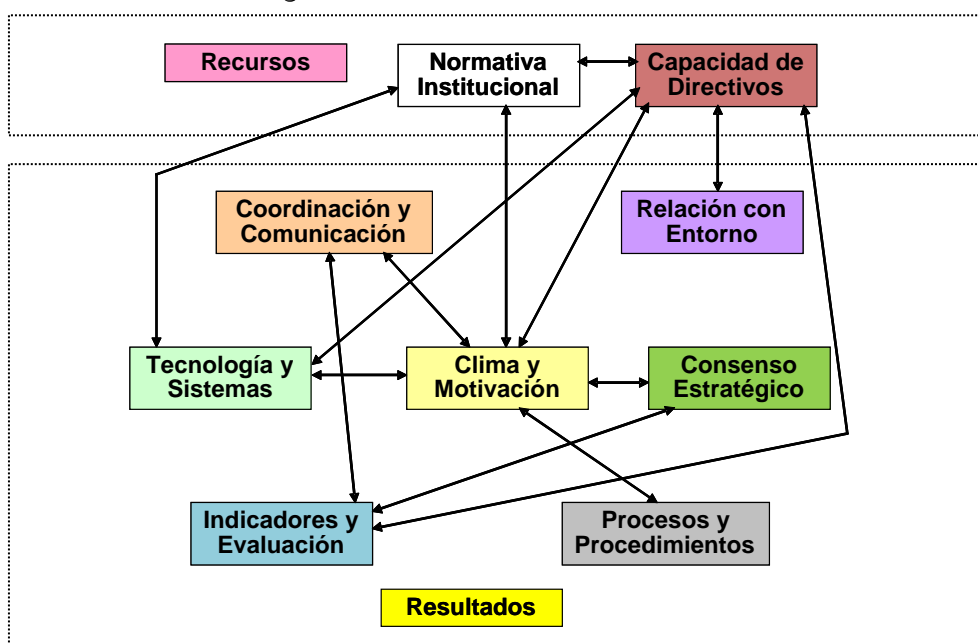 Recursos
Normativa
Institucional
Capacidad de
Directivos
Coordinación y
Comunicación
Relación con
Entorno
Tecnología y
Sistemas
Clima y
Motivación
Consenso
Estratégico
Indicadores y
Evaluación
Procesos y
Procedimientos
Resultados